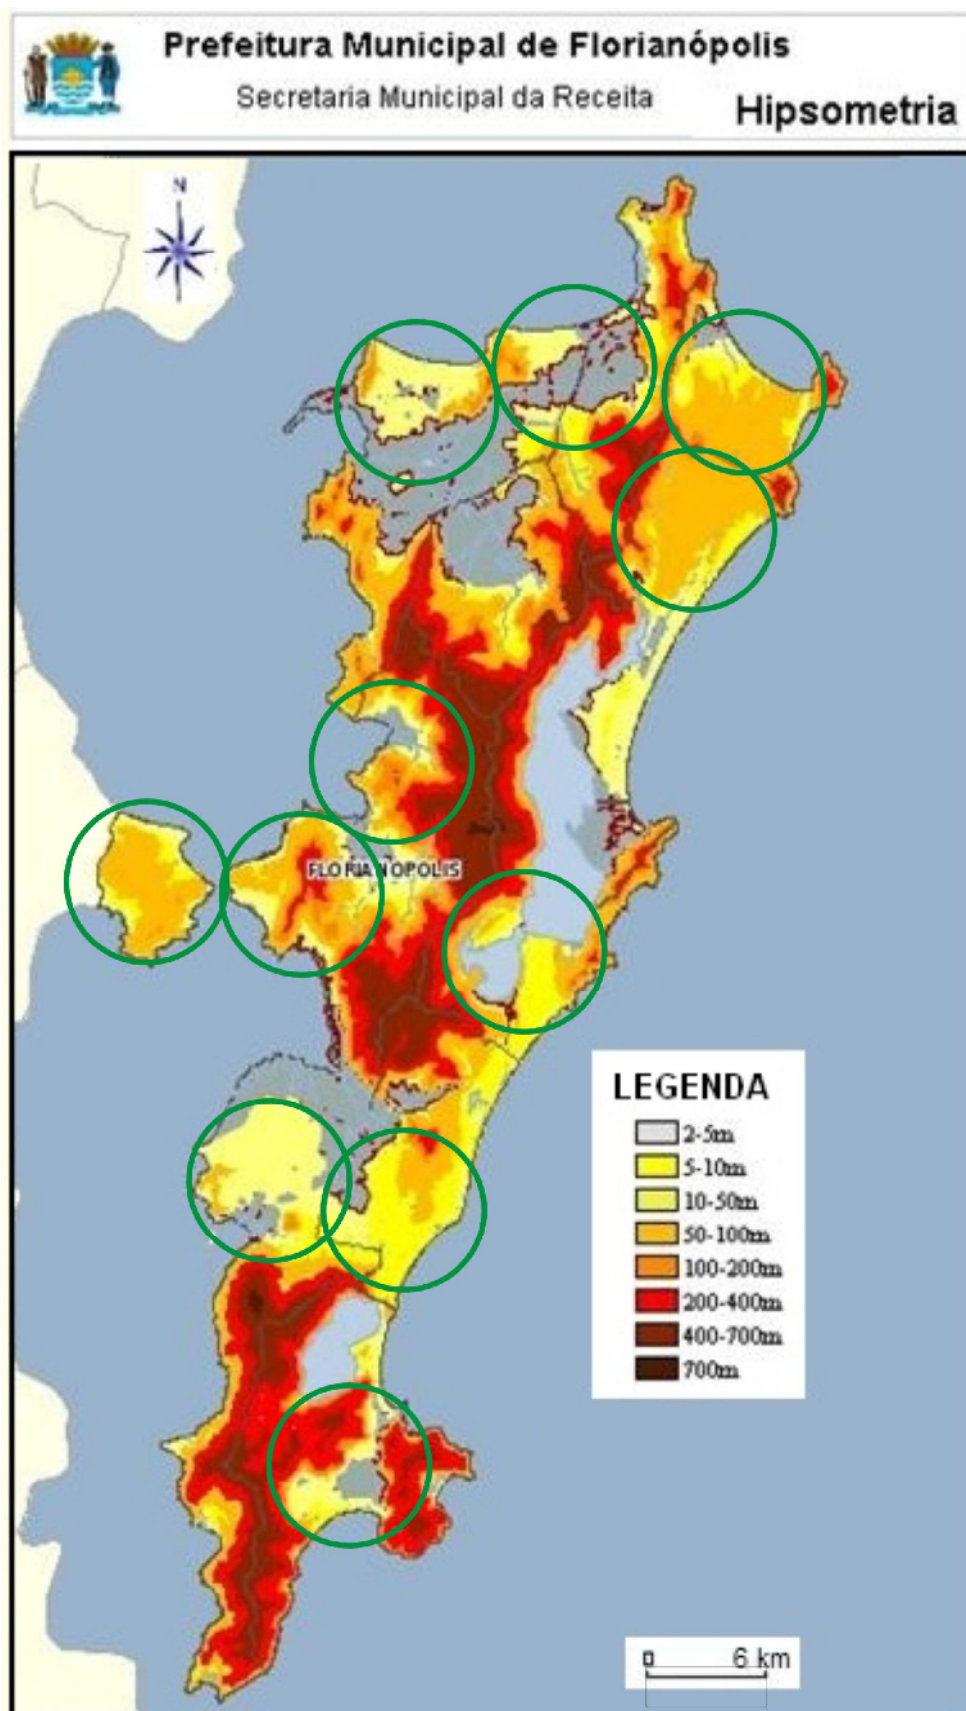 Prefeitura Municipal de Florianópolis
Secretaria Municipal da Receita
Hipsometria
N
FLORIANOPOLIS
LEGENDA
2-5m
5-10m
10-50m
50-100m
100-200m
200-400m
400-700m
700m
0 6 km